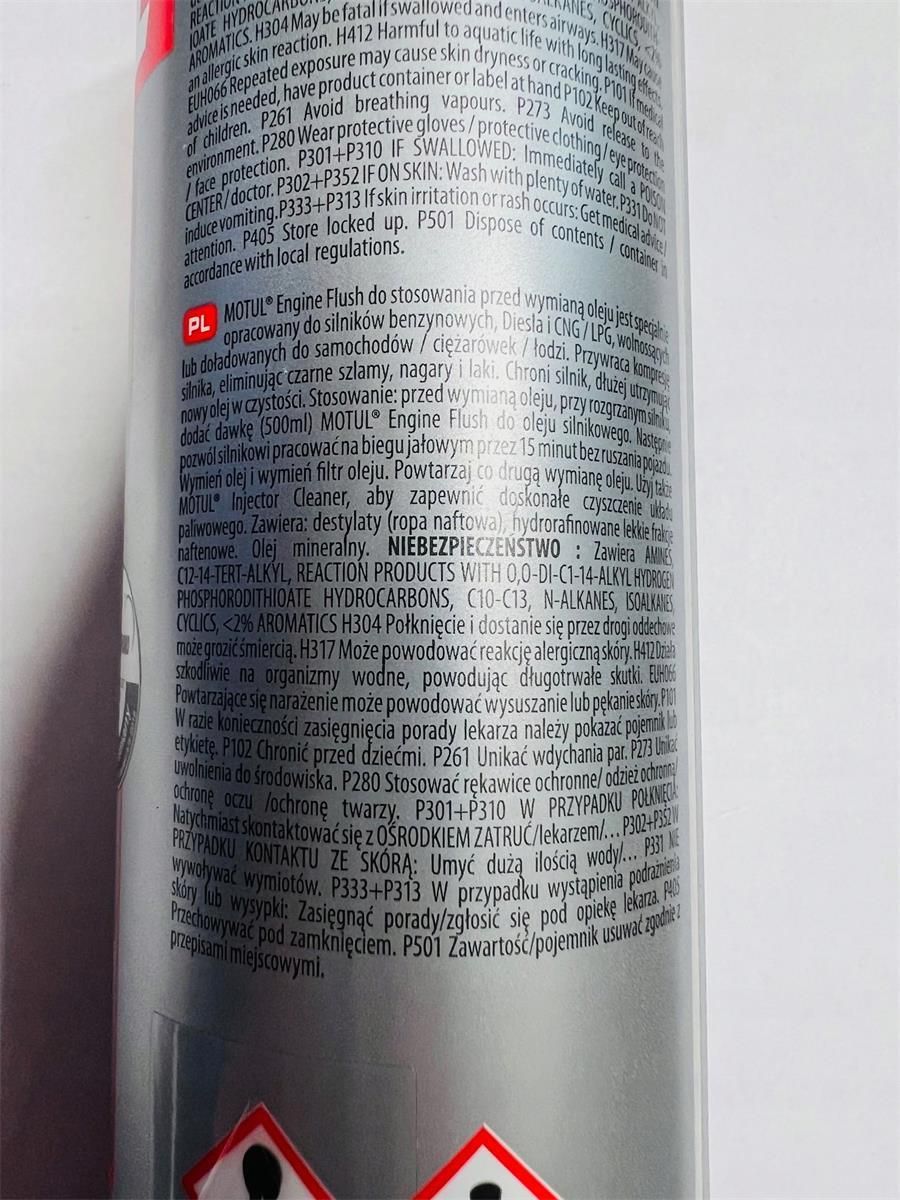 AROMATICS. H304 May be fatal if swallowed and enters airways. H317 May cause
an allergic skin reaction. H412 Harmful to aquatic life with long lasting effects.
EUH066 Repeated exposure may cause skin dryness or cracking. P101 If medical
advice is needed, have product container or label at hand P102 Keep out of reach
of children. P261 Avoid breathing vapours. P273 Avoid release to the
environment. P280 Wear protective gloves / protective clothing / eye protection
/ face protection. P301+P310 IF SWALLOWED: Immediately call a POISON
CENTER / doctor. P302+P352 IF ON SKIN: Wash with plenty of water. P331 Do NOT
induce vomiting.P333+P313 If skin irritation or rash occurs: Get medical advice /
attention. P405 Store locked up. P501 Dispose of contents / container in
accordance with local regulations.
PL MOTUL® Engine Flush do stosowania przed wymianą oleju jest specjalnie
opracowany do silników benzynowych, Diesla i CNG / LPG, wolnossących
lub doładowanych do samochodów / ciężarówek / łodzi. Przywraca kompresję
silnika, eliminując czarne szlamy, nagary i laki. Chroni silnik, dłużej utrzymując
nowy olej w czystości. Stosowanie: przed wymianą oleju, przy rozgrzanym silniku,
dodać dawkę (500ml) MOTUL® Engine Flush do oleju silnikowego. Następnie
pozwól silnikowi pracować na biegu jałowym przez 15 minut bez ruszania pojazdu.
Wymień olej i wymień filtr oleju. Powtarzaj co drugą wymianę oleju. Użyj także
MOTUL® Injector Cleaner, aby zapewnić doskonałe czyszczenie układu
paliwowego. Zawiera: destylaty (ropa naftowa), hydrorafinowane lekkie frakcje
naftenowe. Olej mineralny. NIEBEZPIECZEŃSTWO : Zawiera AMINES,
C12-14-TERT-ALKYL, REACTION PRODUCTS WITH O,O-DI-C1-14-ALKYL HYDROGEN
PHOSPHORODITHIOATE HYDROCARBONS, C10-C13, N-ALKANES, ISOALKANES,
CYCLICS, <2% AROMATICS H304 Połknięcie i dostanie się przez drogi oddechowe
może grozić śmiercią. H317 Może powodować reakcję alergiczną skóry. H412 Działa
szkodliwie na organizmy wodne, powodując długotrwałe skutki. EUH066
Powtarzające się narażenie może powodować wysuszanie lub pękanie skóry. P101
W razie konieczności zasięgnięcia porady lekarza należy pokazać pojemnik lub
etykietę. P102 Chronić przed dziećmi. P261 Unikać wdychania par. P273 Unikać
uwolnienia do środowiska. P280 Stosować rękawice ochronne/ odzież ochronną/
ochronę oczu /ochronę twarzy. P301+P310 W PRZYPADKU POŁKNIĘCIA:
Natychmiast skontaktować się z OŚRODKIEM ZATRUĆ/lekarzem/… P302+P352 W
PRZYPADKU KONTAKTU ZE SKÓRĄ: Umyć dużą ilością wody/… P331 NIE
wywoływać wymiotów. P333+P313 W przypadku wystąpienia podrażnienia
skóry lub wysypki: Zasięgnąć porady/zgłosić się pod opiekę lekarza. P405
Przechowywać pod zamknięciem. P501 Zawartość/pojemnik usuwać zgodnie z
przepisami miejscowymi.